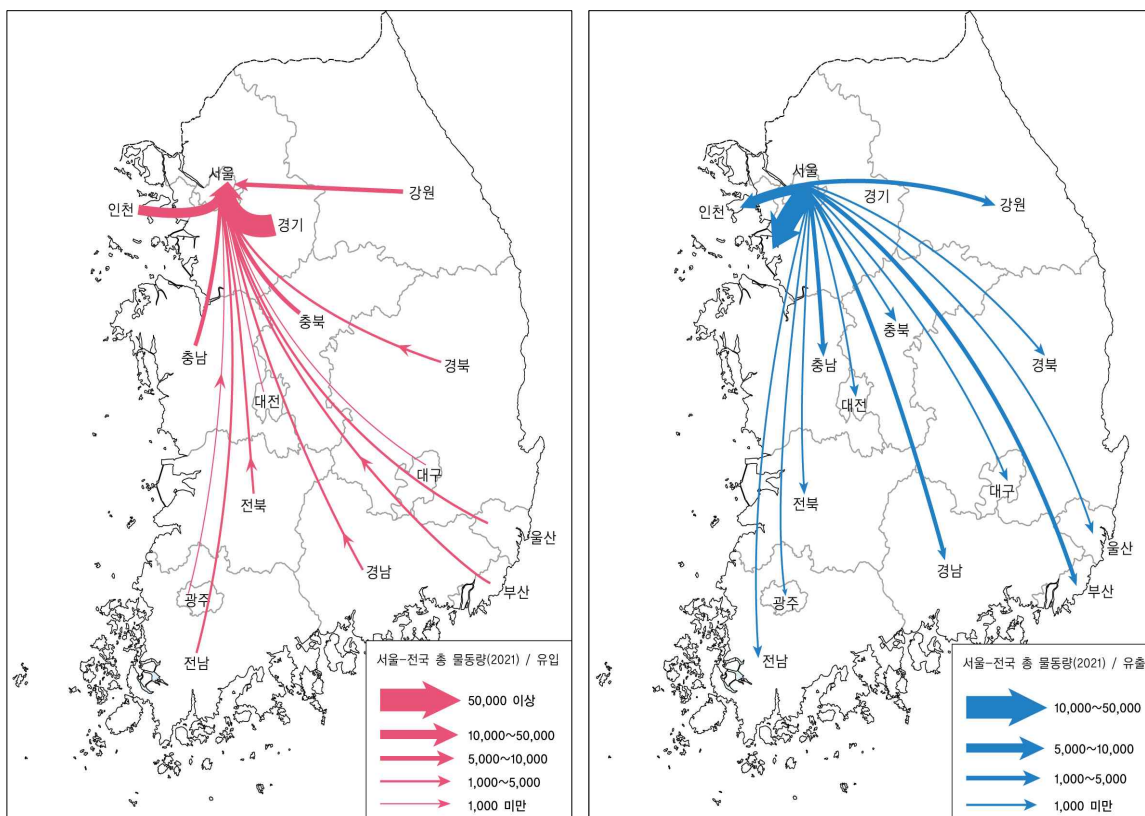 서울
강원
인천
경기
충북
충남
경북
대전
대구
전북
울산
경남
부산
광주
전남
서울-전국 총 물동량(2021) / 유입
50,000 이상
10,000~50,000
5,000~10,000
1,000~5,000
1,000 미만
서울
경기
인천
강원
충북
충남
경북
대전
대구
전북
울산
경남
부산
광주
전남
서울-전국 총 물동량(2021) / 유출
10,000~50,000
5,000~10,000
1,000~5,000
1,000 미만